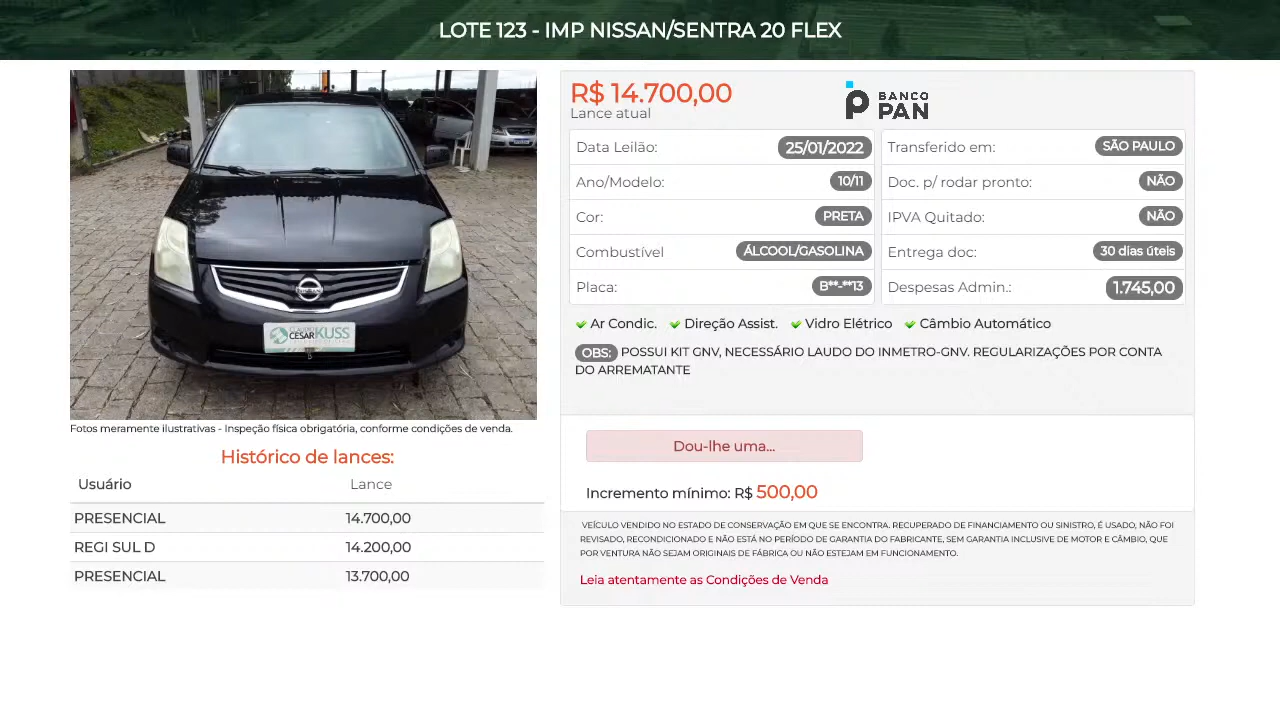 LOTE 123 - IMP NISSAN/SENTRA 20 FLEX
CESAR KUSS
Fotos meramente ilustrativas - Inspeção física obrigatória, conforme condições de venda.
Histórico de lances:
Usuário Lance
PRESENCIAL 14.700,00
REGI SUL D 14.200,00
PRESENCIAL 13.700,00
R$ 14.700,00
Lance atual
BANCO
PAN
Data Leilão: 25/01/2022
Ano/Modelo: 10/11
Cor: PRETA
Combustível ÁLCOOL/GASOLINA
Placa: B**-**13
Transferido em: SÃO PAULO
Doc. p/ rodar pronto: NÃO
IPVA Quitado: NÃO
Entrega doc: 30 dias úteis
Despesas Admin.: 1.745,00
Ar Condic. Direção Assist. Vidro Elétrico Câmbio Automático
OBS: POSSUI KIT GNV, NECESSÁRIO LAUDO DO INMETRO-GNV. REGULARIZAÇÕES POR CONTA
DO ARREMATANTE
Dou-lhe uma...
Incremento mínimo: R$ 500,00
VEÍCULO VENDIDO NO ESTADO DE CONSERVAÇÃO EM QUE SE ENCONTRA. RECUPERADO DE FINANCIAMENTO OU SINISTRO, É USADO, NÃO FOI
REVISADO, RECONDICIONADO E NÃO ESTÁ NO PERÍODO DE GARANTIA DO FABRICANTE, SEM GARANTIA INCLUSIVE DE MOTOR E CÂMBIO, QUE
POR VENTURA NÃO SEJAM ORIGINAIS DE FÁBRICA OU NÃO ESTEJAM EM FUNCIONAMENTO.
Leia atentamente as Condições de Venda